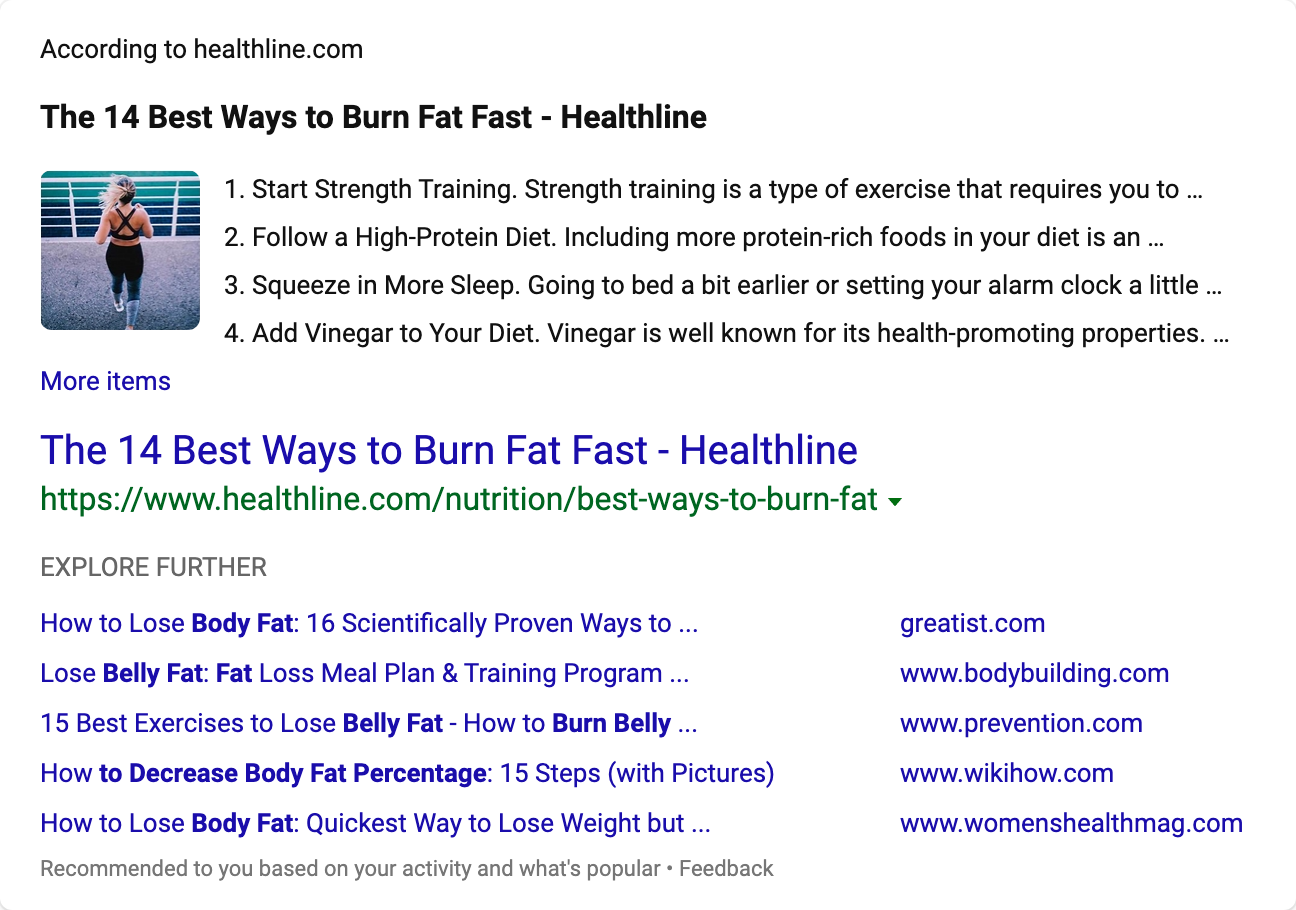 According to healthline.com
The 14 Best Ways to Burn Fat Fast - Healthline
1. Start Strength Training. Strength training is a type of exercise that requires you to ...
2. Follow a High-Protein Diet. Including more protein-rich foods in your diet is an ...
3. Squeeze in More Sleep. Going to bed a bit earlier or setting your alarm clock a little ...
4. Add Vinegar to Your Diet. Vinegar is well known for its health-promoting properties. ...
More items
The 14 Best Ways to Burn Fat Fast - Healthline
https://www.healthline.com/nutrition/best-ways-to-burn-fat
EXPLORE FURTHER
How to Lose Body Fat: 16 Scientifically Proven Ways to ... greatist.com
Lose Belly Fat: Fat Loss Meal Plan & Training Program ... www.bodybuilding.com
15 Best Exercises to Lose Belly Fat - How to Burn Belly ... www.prevention.com
How to Decrease Body Fat Percentage: 15 Steps (with Pictures) www.wikihow.com
How to Lose Body Fat: Quickest Way to Lose Weight but ... www.womenshealthmag.com
Recommended to you based on your activity and what's popular • Feedback